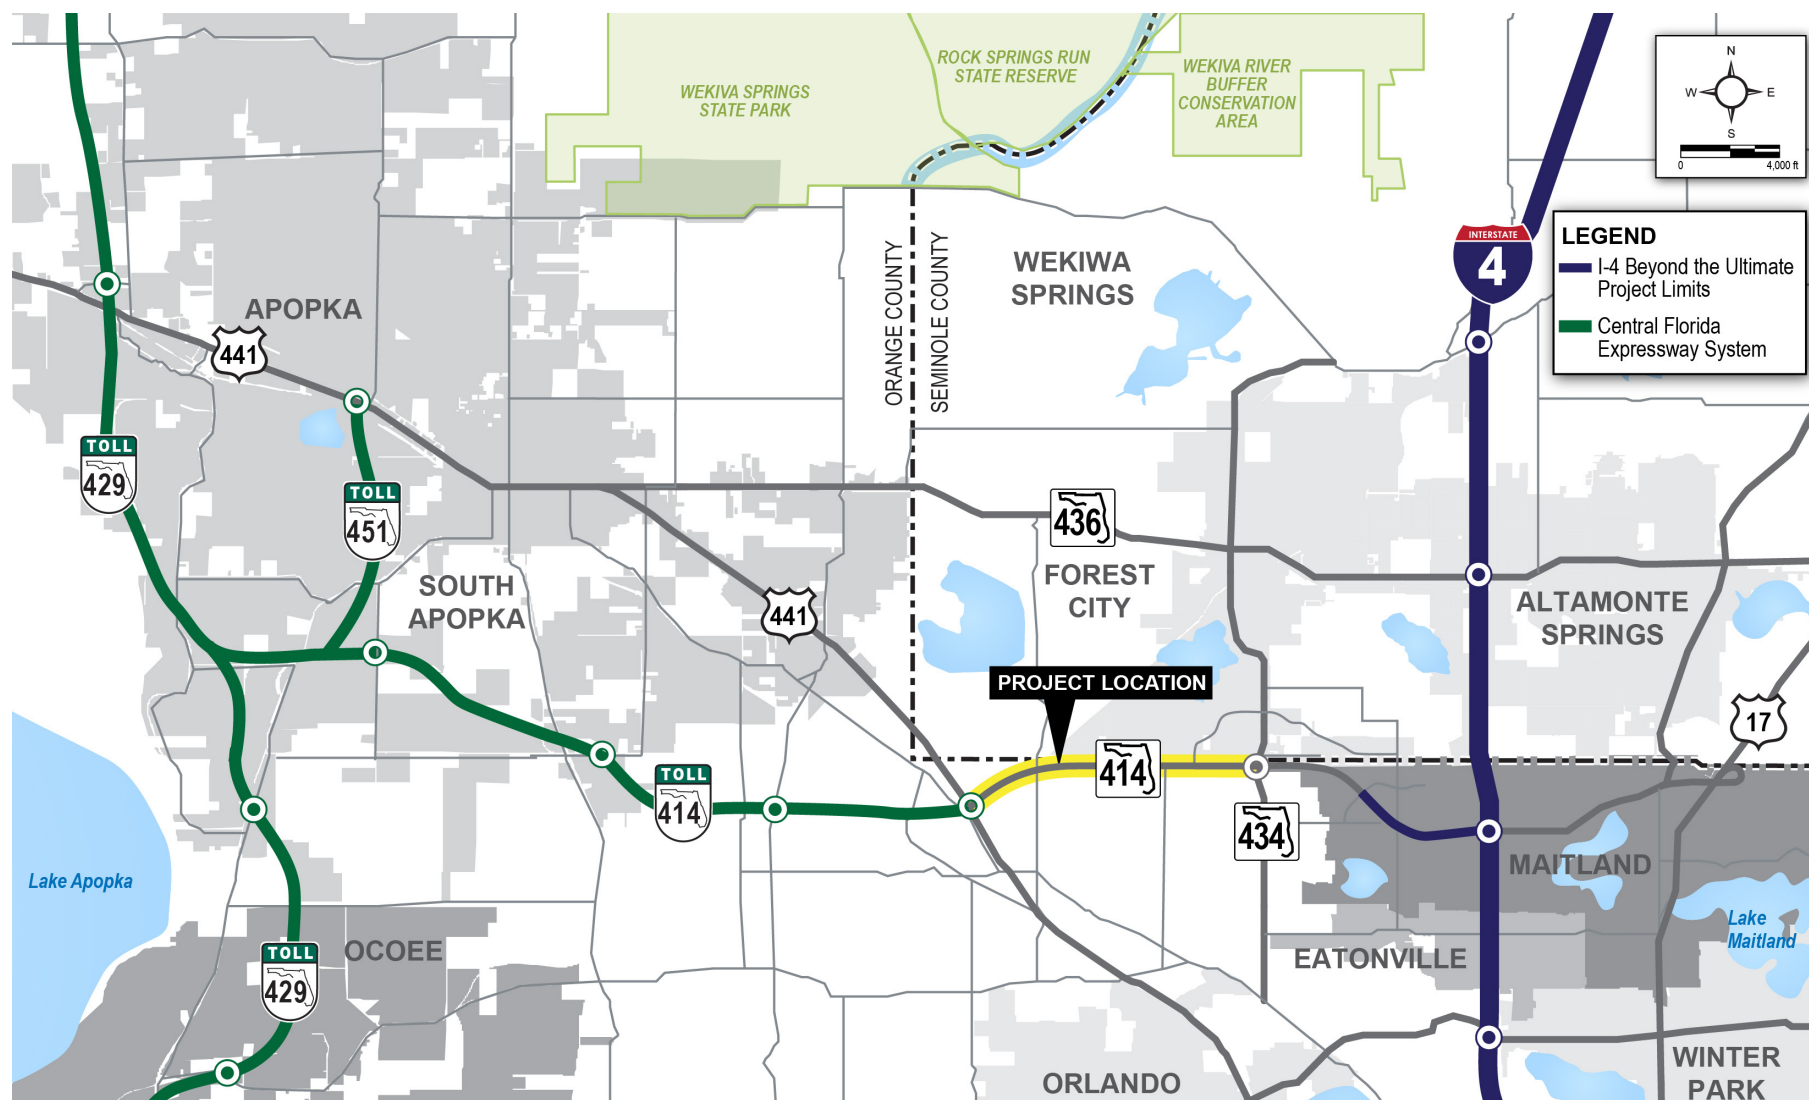 ROCK SPRINGS RUN
STATE RESERVE
WEKIVA SPRINGS
STATE PARK
WEKIVA RIVER
BUFFER
CONSERVATION
AREA
N
W
E
S
0
4,000 ft
INTERSTATE
4
LEGEND
I-4 Beyond the Ultimate
Project Limits
Central Florida
Expressway System
ORANGE COUNTY
SEMINOLE COUNTY
WEKIWA
SPRINGS
APOPKA
441
TOLL
429
TOLL
451
436
SOUTH
APOPKA
441
FOREST
CITY
ALTAMONTE
SPRINGS
PROJECT LOCATION
17
414
TOLL
414
434
MAITLAND
Lake Apopka
Lake
Maitland
OCOEE
EATONVILLE
TOLL
429
ORLANDO
WINTER
PARK